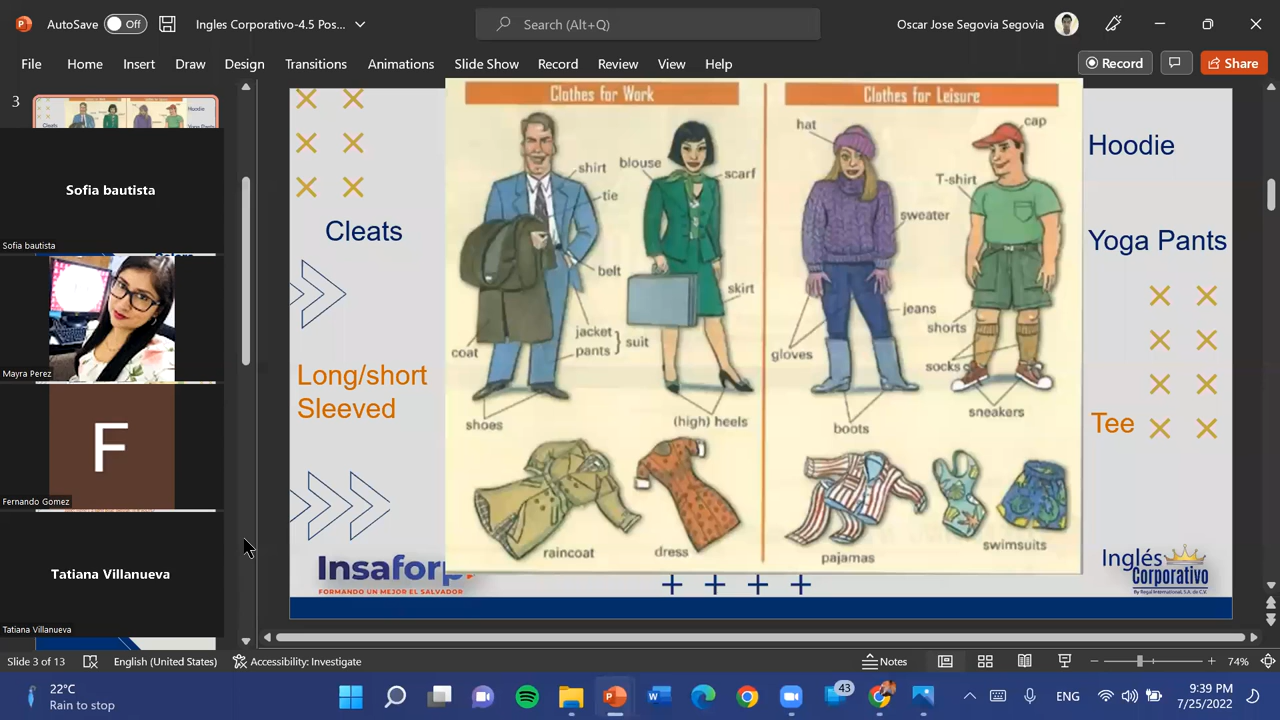 AutoSave Off
Ingles Corporativo-4.5 Pos...
Search (Alt+Q)
Oscar Jose Segovia Segovia
File Home Insert Draw Design Transitions Animations Slide Show Record Review View Help
Record
Share
3
Sofia bautista
Sofia bautista
Mayra Perez
F
Fernando Gomez
Tatiana Villanueva
Tatiana Villanueva
Cleats
Long/short
Sleeved
Clothes for Work
shirt
tie
blouse
scarf
belt
skirt
jacket
pants
suit
coat
shoes
(high) heels
raincoat
dress
Clothes for Leisure
hat
cap
T-shirt
sweater
jeans
shorts
gloves
socks
sneakers
boots
pajamas
swimsuits
Hoodie
Yoga Pants
Tee
Insaforp
FORMANDO UN MEJOR EL SALVADOR
Inglés
Corporativo
By Regal International, S.A. de C.V.
Slide 3 of 13
English (United States)
Accessibility: Investigate
Notes
74%
22°C
Rain to stop
43
ENG
9:39 PM
7/25/2022